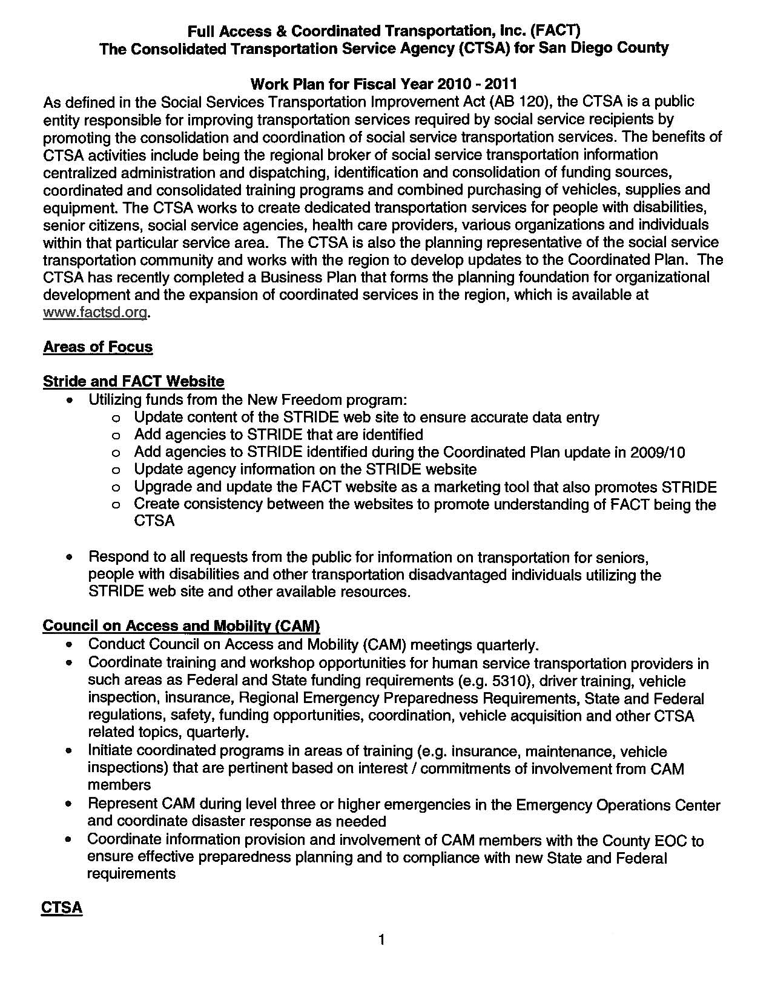 Full Access & Coordinated Transportation, Inc. (FACT)
The Consolidated Transportation Service Agency (CTSA) for San Diego County
Work Plan for Fiscal Year 2010 - 2011
As defined in the Social Services Transportation Improvement Act (AB 120), the CTSA is a public
entity responsible for improving transportation services required by social service recipients by
promoting the consolidation and coordination of social service transportation services. The benefits of
CTSA activities include being the regional broker of social service transportation information
centralized administration and dispatching, identification and consolidation of funding sources,
coordinated and consolidated training programs and combined purchasing of vehicles, supplies and
equipment. The CTSA works to create dedicated transportation services for people with disabilities,
senior citizens, social service agencies, health care providers, various organizations and individuals
within that particular service area. The CTSA is also the planning representative of the social service
transportation community and works with the region to develop updates to the Coordinated Plan. The
CTSA has recently completed a Business Plan that forms the planning foundation for organizational
development and the expansion of coordinated services in the region, which is available at
www.factsd.org.
Areas of Focus
Stride and FACT Website
• Utilizing funds from the New Freedom program:
o Update content of the STRIDE web site to ensure accurate data entry
o Add agencies to STRIDE that are identified
o Add agencies to STRIDE identified during the Coordinated Plan update in 2009/10
o Update agency information on the STRIDE website
o Upgrade and update the FACT website as a marketing tool that also promotes STRIDE
o Create consistency between the websites to promote understanding of FACT being the
CTSA
• Respond to all requests from the public for information on transportation for seniors,
people with disabilities and other transportation disadvantaged individuals utilizing the
STRIDE web site and other available resources.
Council on Access and Mobility (CAM)
• Conduct Council on Access and Mobility (CAM) meetings quarterly.
• Coordinate training and workshop opportunities for human service transportation providers in
such areas as Federal and State funding requirements (e.g. 5310), driver training, vehicle
inspection, insurance, Regional Emergency Preparedness Requirements, State and Federal
regulations, safety, funding opportunities, coordination, vehicle acquisition and other CTSA
related topics, quarterly.
• Initiate coordinated programs in areas of training (e.g. insurance, maintenance, vehicle
inspections) that are pertinent based on interest / commitments of involvement from CAM
members
• Represent CAM during level three or higher emergencies in the Emergency Operations Center
and coordinate disaster response as needed
• Coordinate information provision and involvement of CAM members with the County EOC to
ensure effective preparedness planning and to compliance with new State and Federal
requirements
CTSA
1